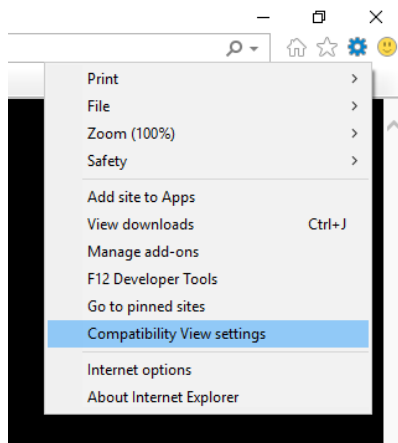 Print
File
Zoom (100%)
Safety
Add site to Apps
View downloads Ctrl+J
Manage add-ons
F12 Developer Tools
Go to pinned sites
Compatibility View settings
Internet options
About Internet Explorer